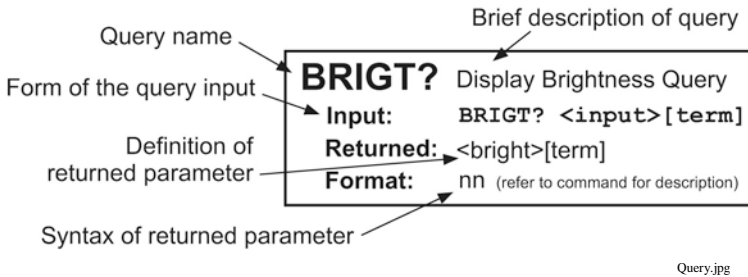 Brief description of query
Query name
BRIGT? Display Brightness Query
Form of the query input
Input: BRIGT? <input>[term]
Definition of
returned parameter
Returned: <bright>[term]
Format: nn (refer to command for description)
Syntax of returned parameter
Query.jpg